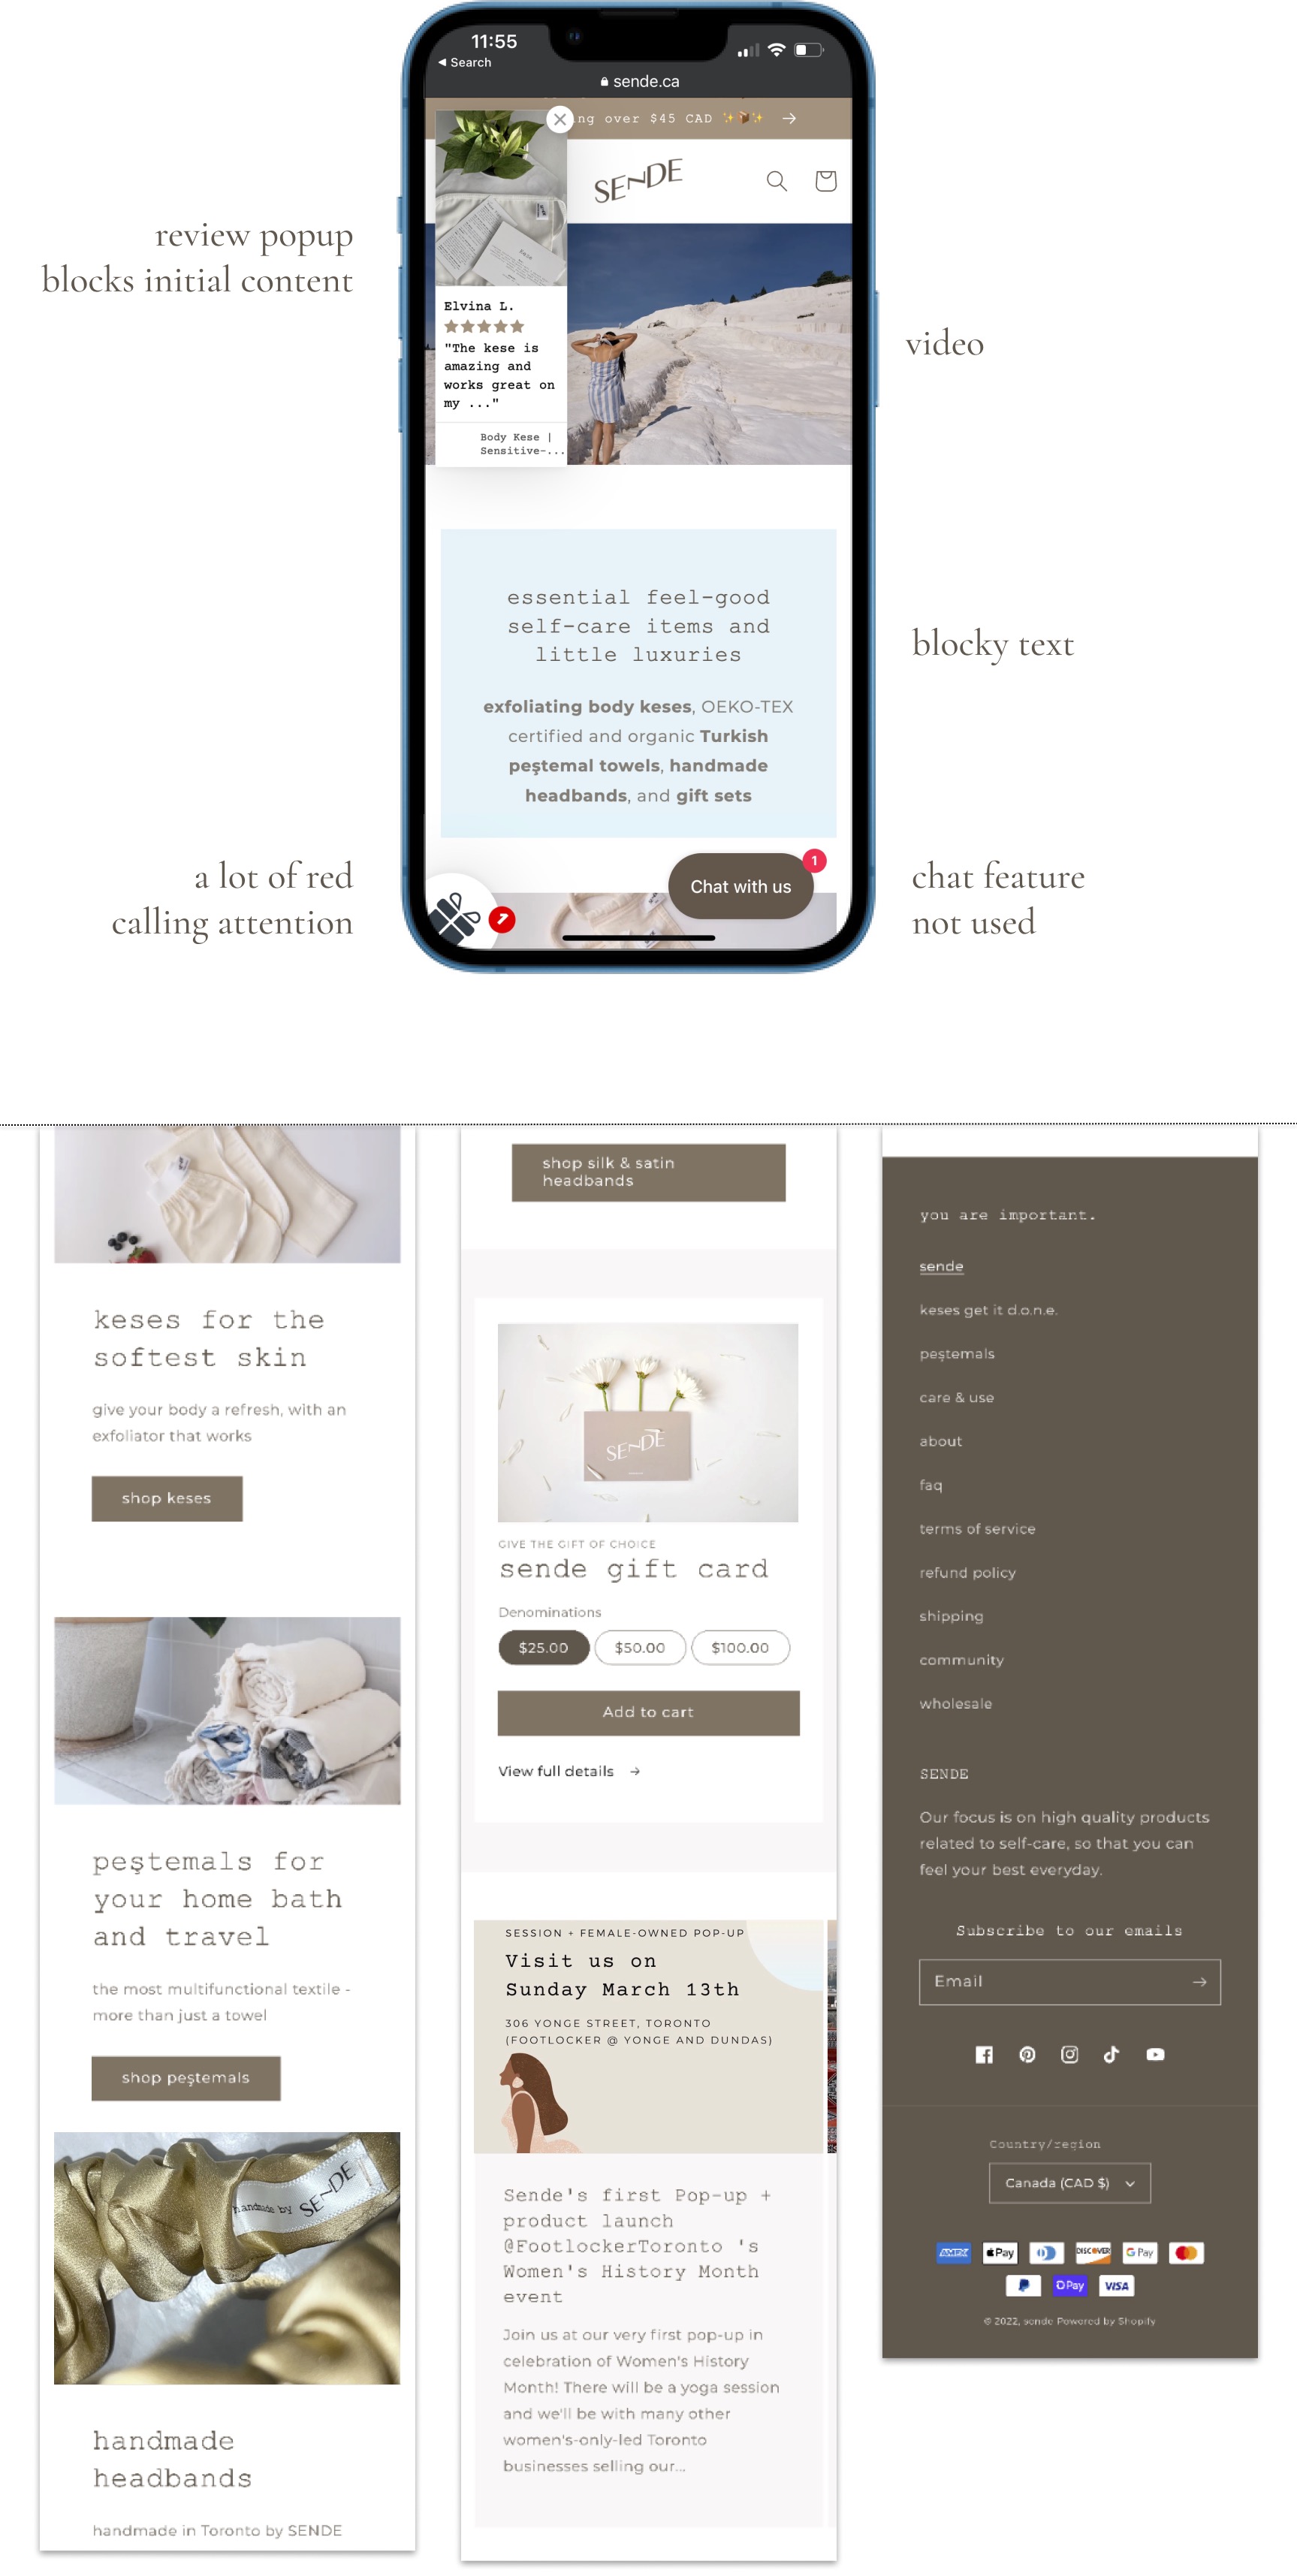 11:55
Search
sende.ca
ng over $45 CAD ✨📦✨ →
SENDE
review popup
blocks initial content
Elvina L.
★★★★★
"The kese is
amazing and
works great on
my ..."
Body Kese |
Sensitive-...
video
essential feel-good
self-care items and
little luxuries
blocky text
exfoliating body keses, OEKO-TEX
certified and organic Turkish
peştemal towels, handmade
headbands, and gift sets
a lot of red
calling attention
1
Chat with us
chat feature
not used
keses for the
softest skin
give your body a refresh, with an
exfoliator that works
shop keses
peştemals for
your home bath
and travel
the most multifunctional textile -
more than just a towel
shop peştemals
handmade by SENDE
handmade
headbands
handmade in Toronto by SENDE
shop silk & satin
headbands
SENDE
GIVE THE GIFT OF CHOICE
sende gift card
Denominations
$25.00 $50.00 $100.00
Add to cart
View full details →
SESSION + FEMALE-OWNED POP-UP
Visit us on
Sunday March 13th
306 YONGE STREET, TORONTO
(FOOTLOCKER @ YONGE AND DUNDAS)
Sende's first Pop-up +
product launch
@FootlockerToronto 's
Women's History Month
event
Join us at our very first pop-up in
celebration of Women's History
Month! There will be a yoga session
and we'll be with many other
women's-only-led Toronto
businesses selling our...
you are important.
sende
keses get it d.o.n.e.
peştemals
care & use
about
faq
terms of service
refund policy
shipping
community
wholesale
SENDE
Our focus is on high quality products
related to self-care, so that you can
feel your best everyday.
Subscribe to our emails
Email →
Country/region
Canada (CAD $)
AMEX Pay DISCOVER G Pay
Pay VISA
© 2022, sende Powered by Shopify